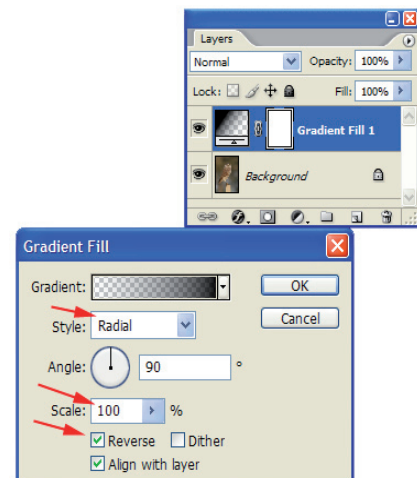 Layers
Normal Opacity: 100%
Lock: Fill: 100%
Gradient Fill 1
Background
Gradient Fill
Gradient: OK
Style: Radial Cancel
Angle: 90 °
Scale: 100 %
Reverse Dither
Align with layer